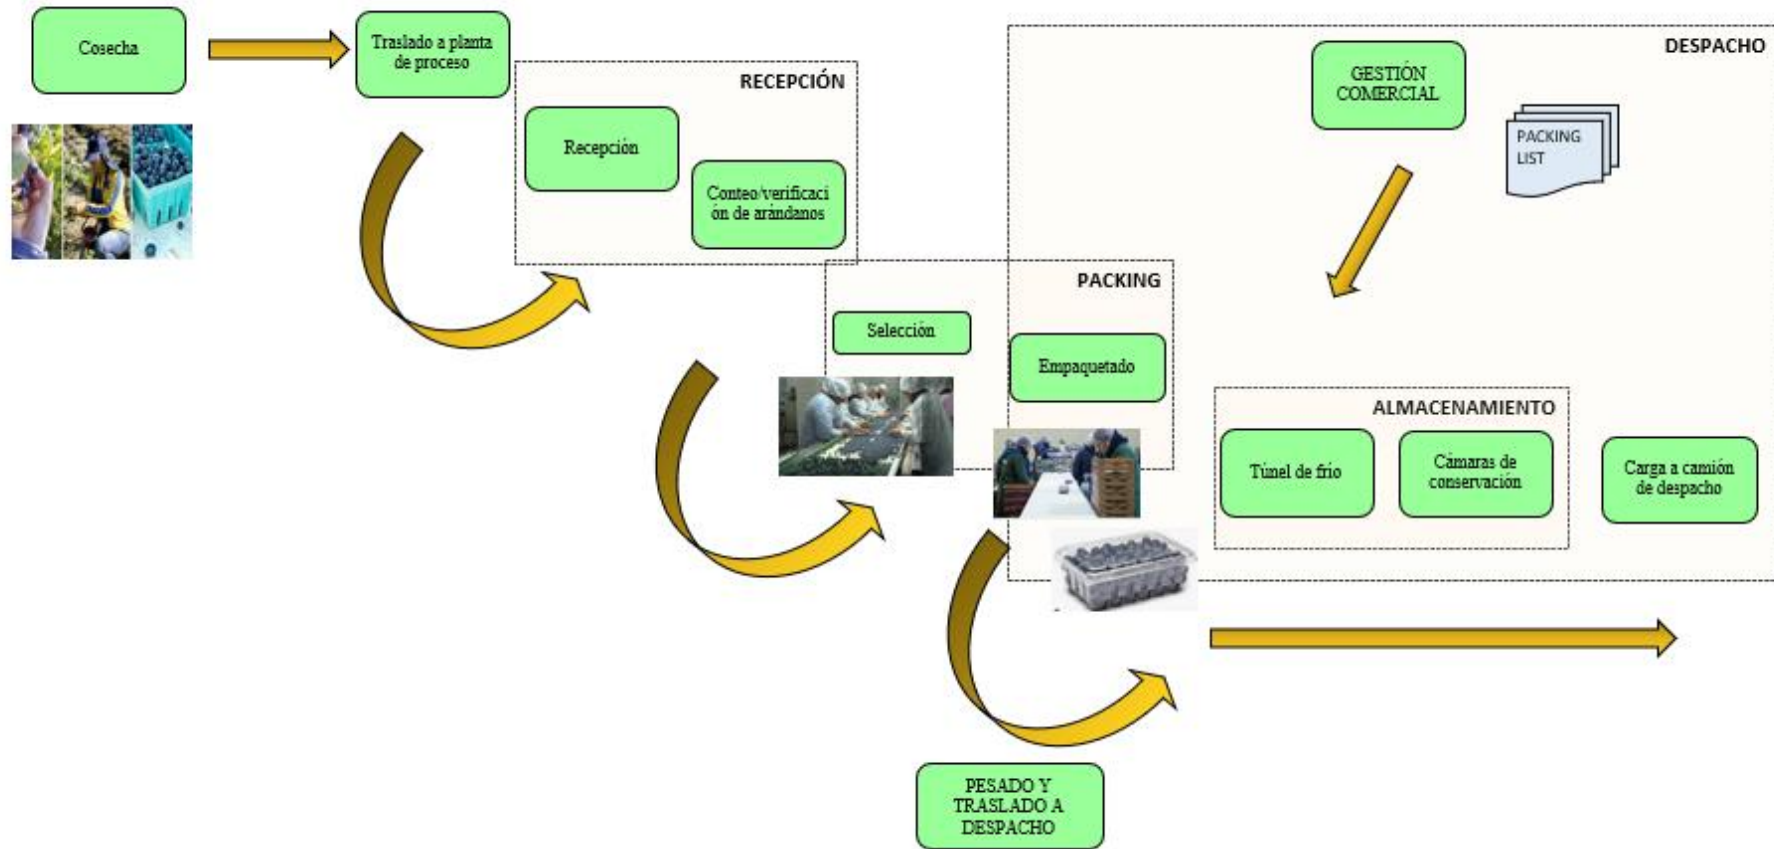 Cosecha
Traslado a planta
de proceso
RECEPCIÓN
Recepción
Conteo/verificaci
ón de arándanos
DESPACHO
GESTIÓN
COMERCIAL
PACKING
LIST
PACKING
Selección
Empaquetado
ALMACENAMIENTO
Túnel de frio
Cámaras de
conservación
Carga a camión
de despacho
PESADO Y
TRASLADO A
DESPACHO